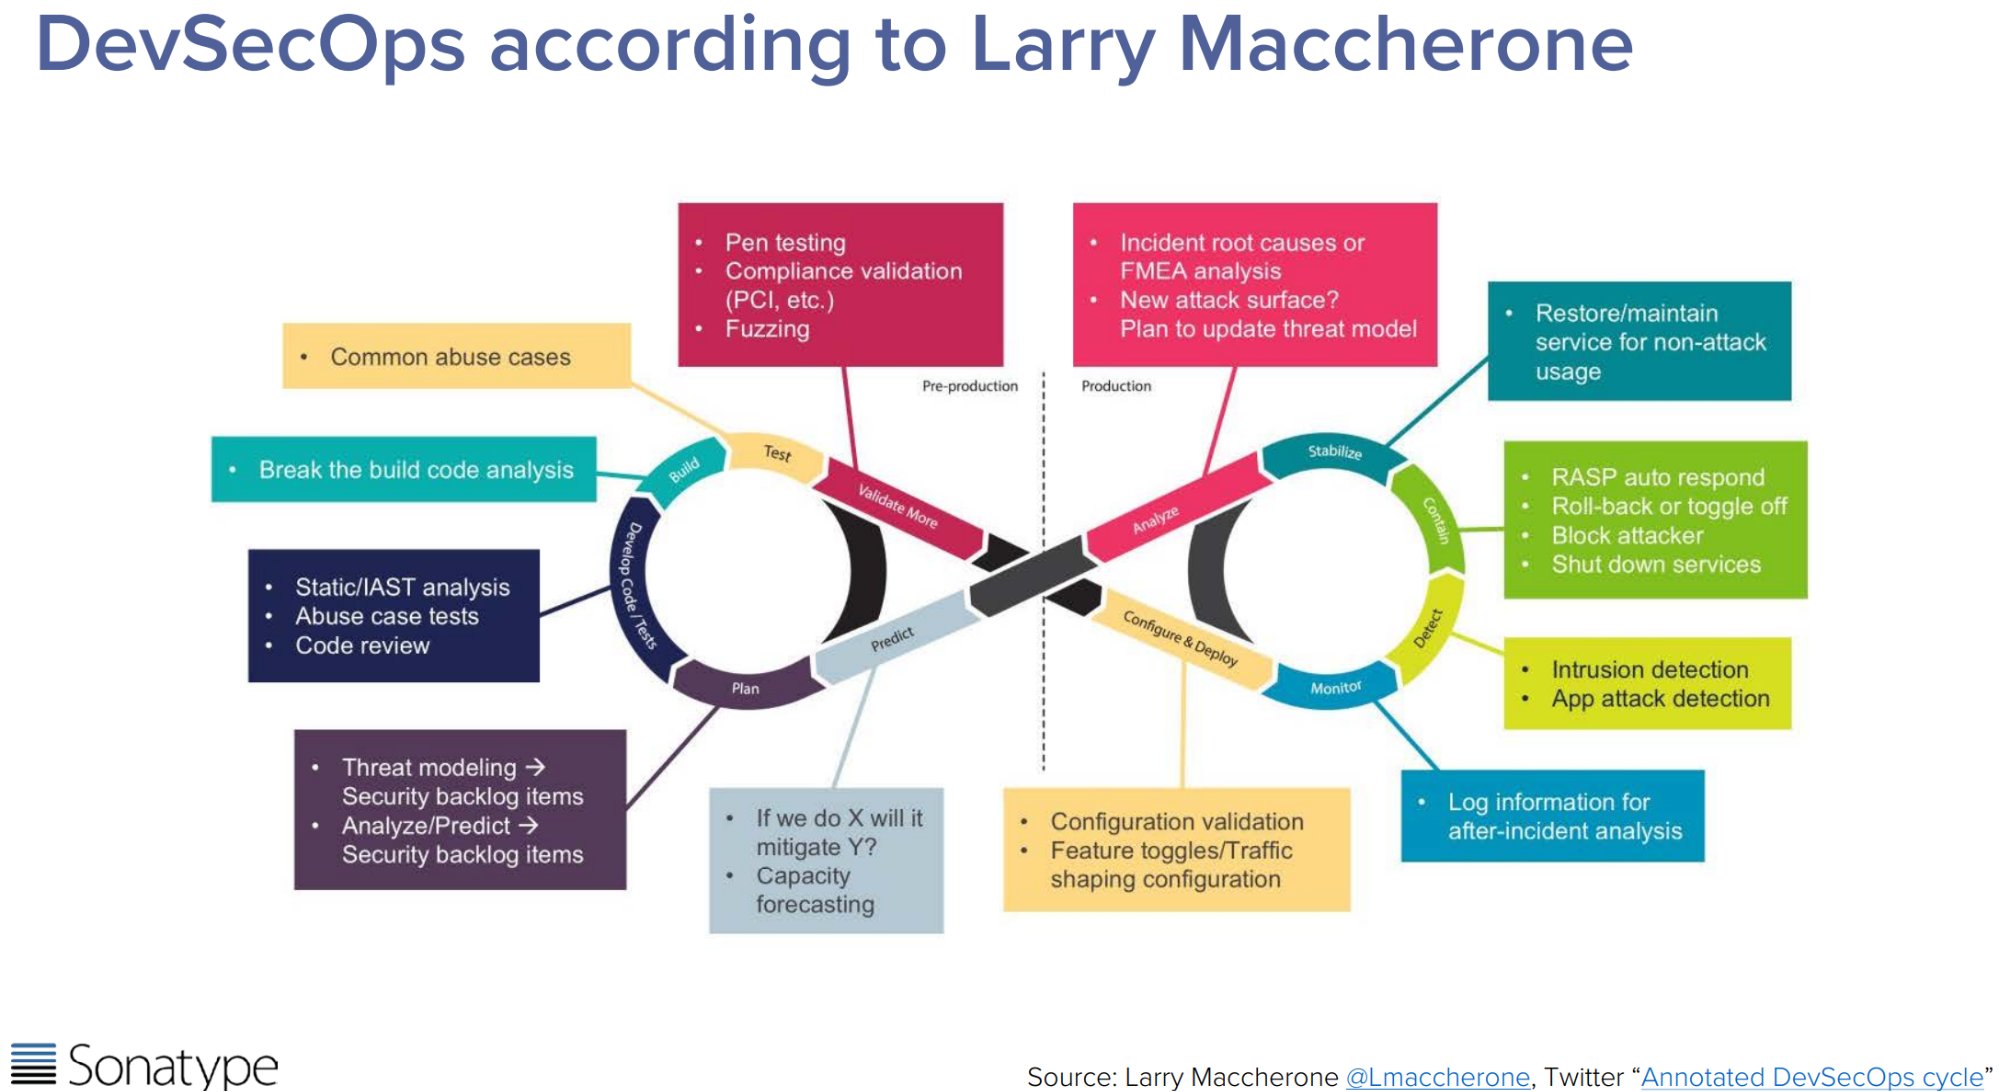 DevSecOps according to Larry Maccherone
• Pen testing
• Compliance validation
(PCI, etc.)
• Fuzzing
• Incident root causes or
FMEA analysis
• New attack surface?
Plan to update threat model
• Restore/maintain
service for non-attack
usage
• Common abuse cases
Pre-production
Production
• Break the build code analysis
Build
Test
Validate More
Analyze
Stabilize
Contain
• RASP auto respond
• Roll-back or toggle off
• Block attacker
• Shut down services
• Static/IAST analysis
• Abuse case tests
• Code review
Develop Code / Tests
Plan
Predict
Configure & Deploy
Monitor
Detect
• Intrusion detection
• App attack detection
• Threat modeling →
Security backlog items
• Analyze/Predict →
Security backlog items
• If we do X will it
mitigate Y?
• Capacity
forecasting
• Configuration validation
• Feature toggles/Traffic
shaping configuration
• Log information for
after-incident analysis
Sonatype
Source: Larry Maccherone @Lmaccherone, Twitter “Annotated DevSecOps cycle”